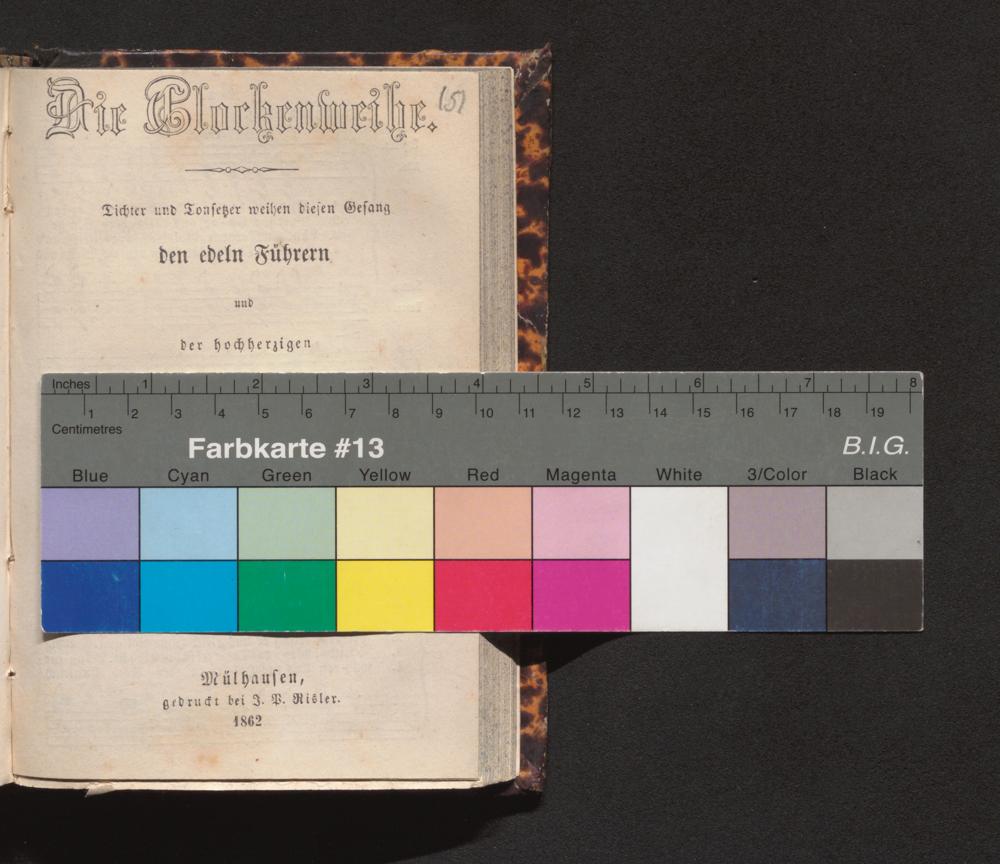 Die Glockenweihe.
(5)
Dichter und Tonsetzer weihen diesen Gesang
den edeln Führern
und
der hochherzigen
Inches 1 2 3 4 5 6 7 8
1 2 3 4 5 6 7 8 9 10 11 12 13 14 15 16 17 18 19
Centimetres
Farbkarte #13
B.I.G.
Blue Cyan Green Yellow Red Magenta White 3/Color Black
Mülhausen,
gedruckt bei J. P. Risler.
1862